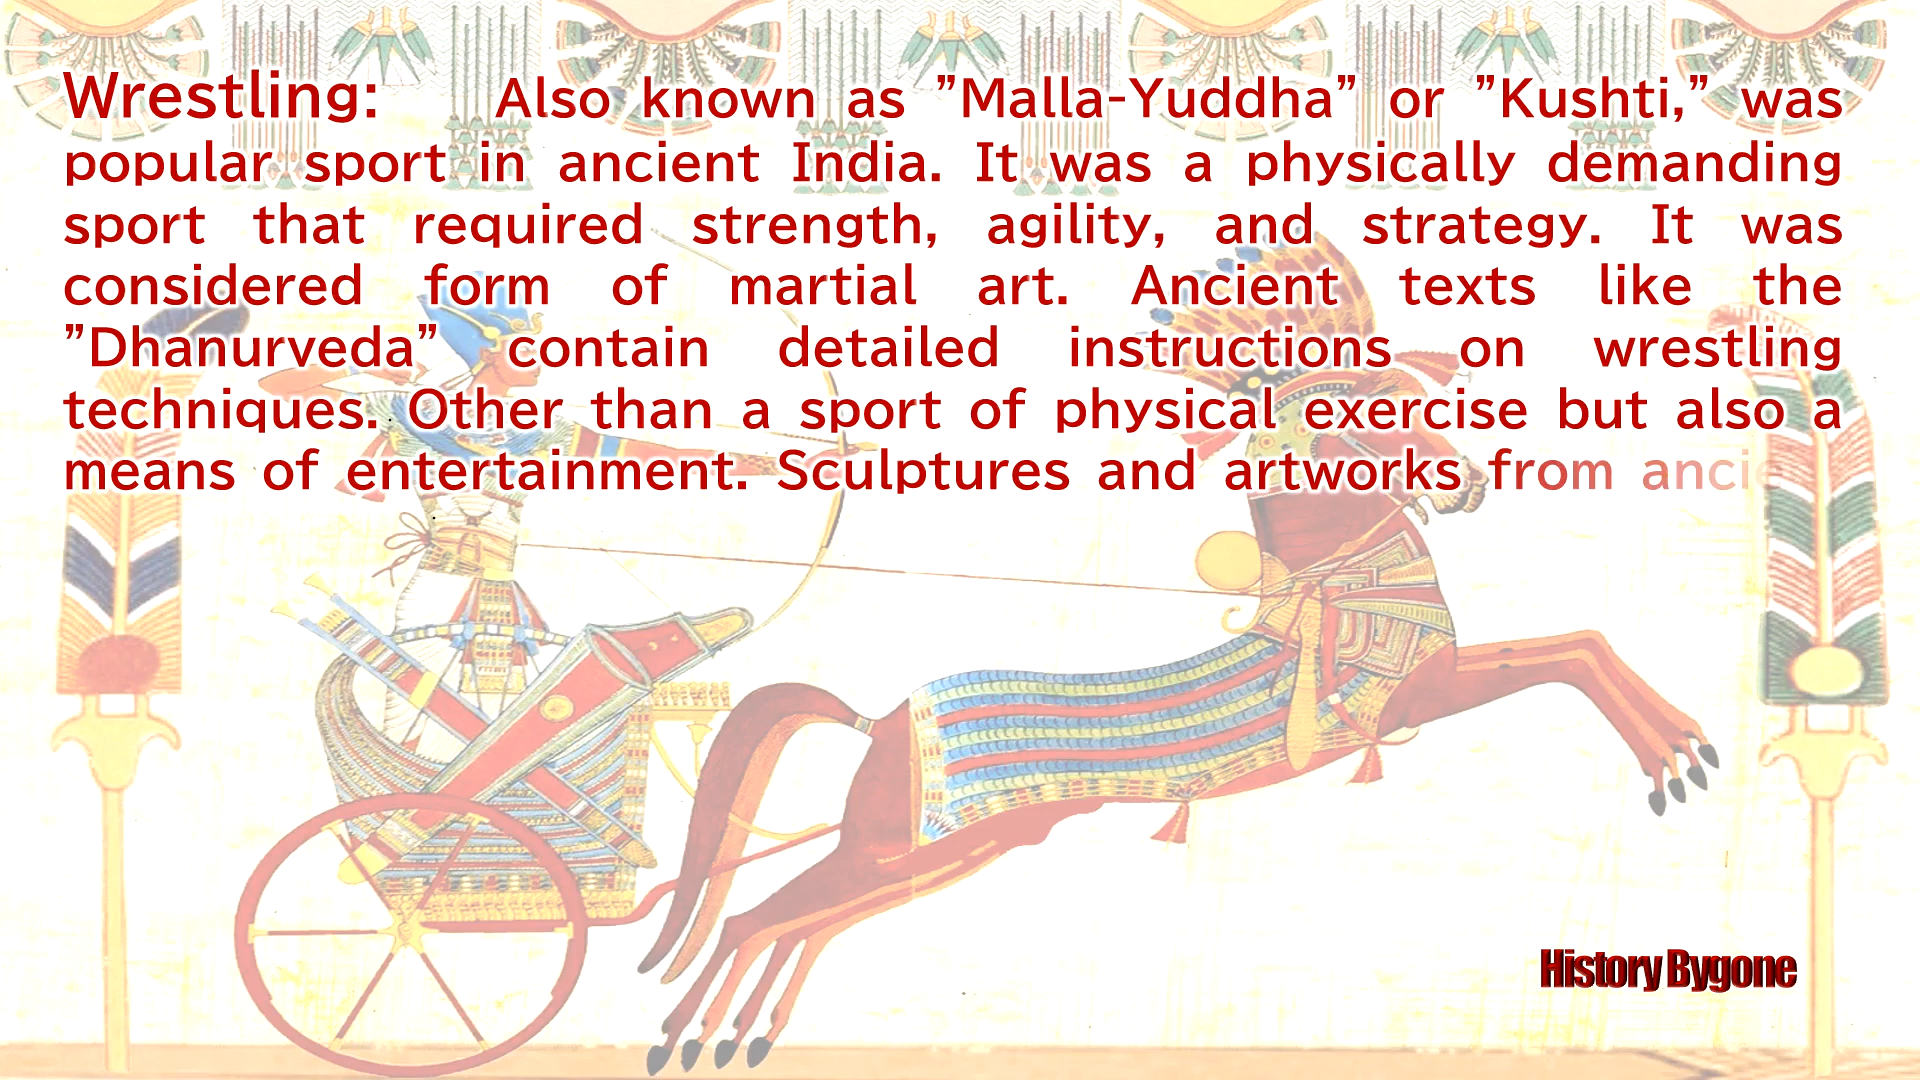 Wrestling: Also known as ”Malla-Yuddha” or ”Kushti,” was
popular sport in ancient India. It was a physically demanding
sport that required strength, agility, and strategy. It was
considered form of martial art. Ancient texts like the
”Dhanurveda” contain detailed instructions on wrestling
techniques. Other than a sport of physical exercise but also a
means of entertainment. Sculptures and artworks from ancie
History Bygone